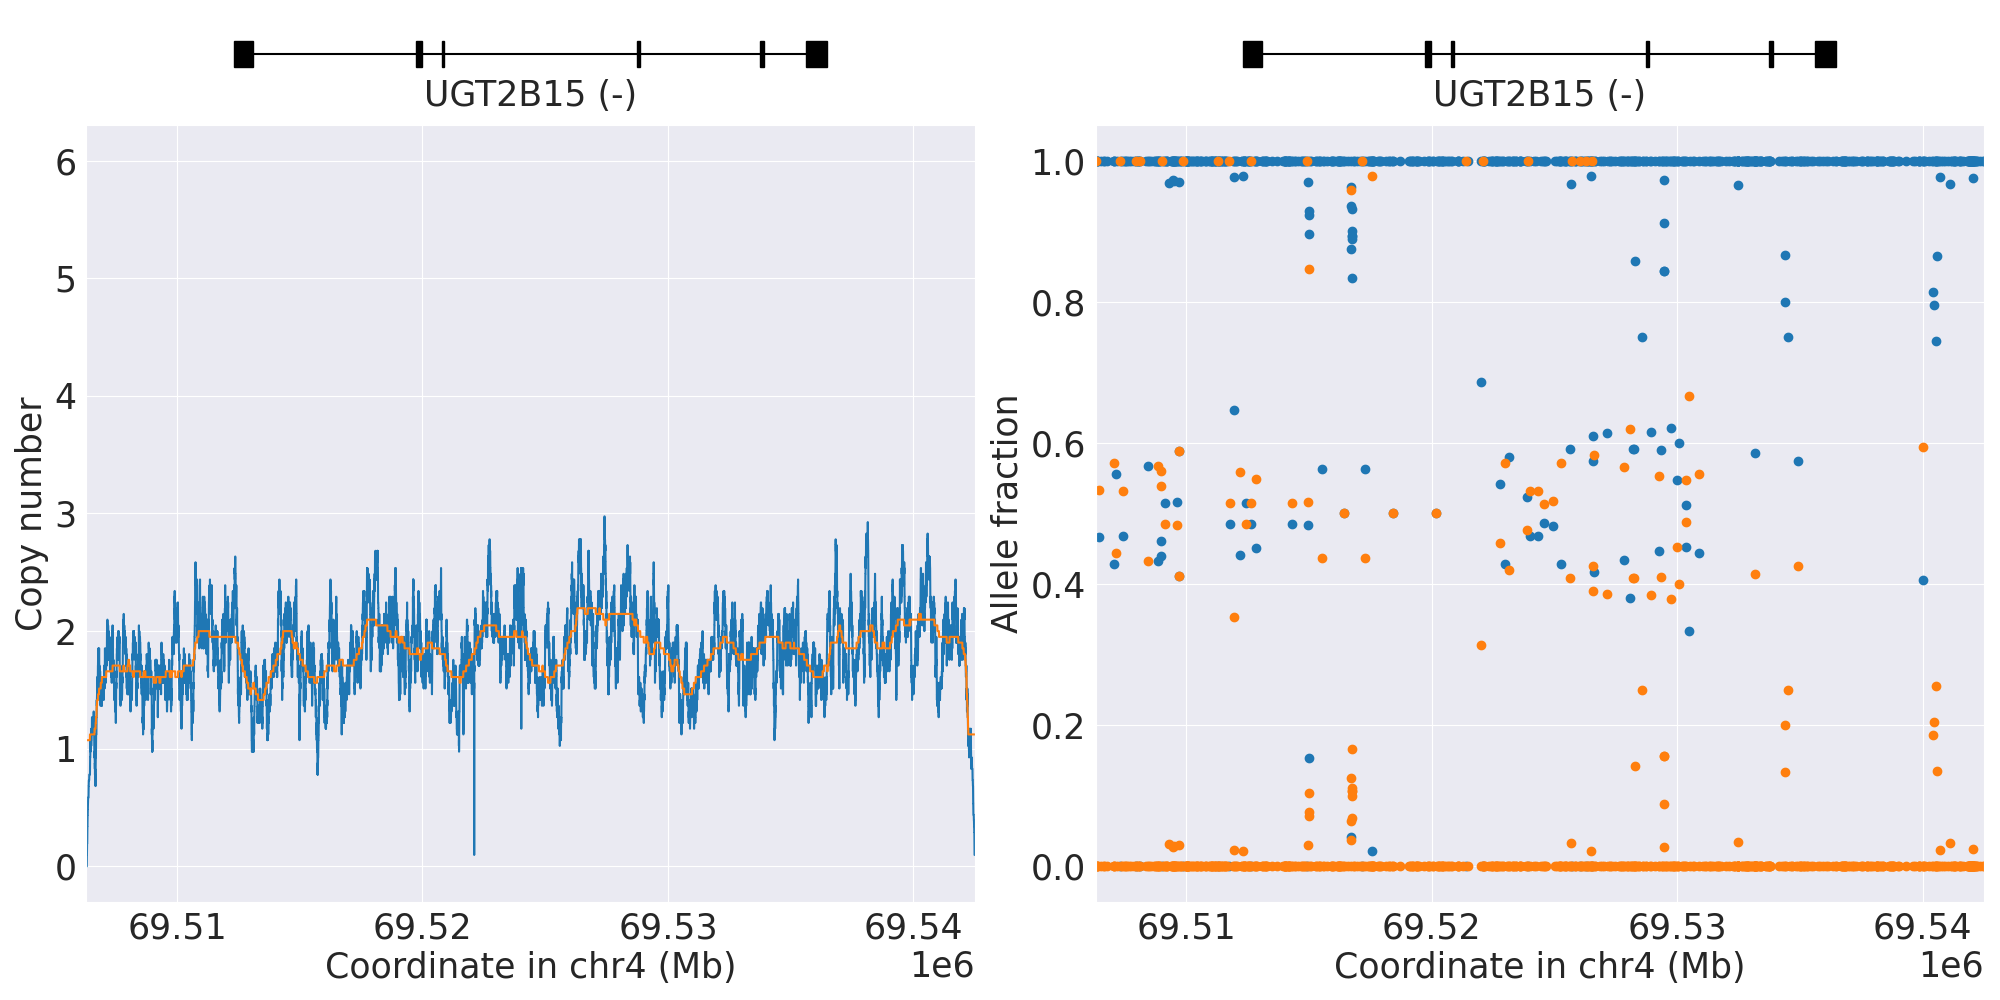 UGT2B15 (-)
Copy number
6
5
4
3
2
1
0
69.51 69.52 69.53 69.54
Coordinate in chr4 (Mb)
1e6
UGT2B15 (-)
Allele fraction
1.0
0.8
0.6
0.4
0.2
0.0
69.51 69.52 69.53 69.54
Coordinate in chr4 (Mb)
1e6